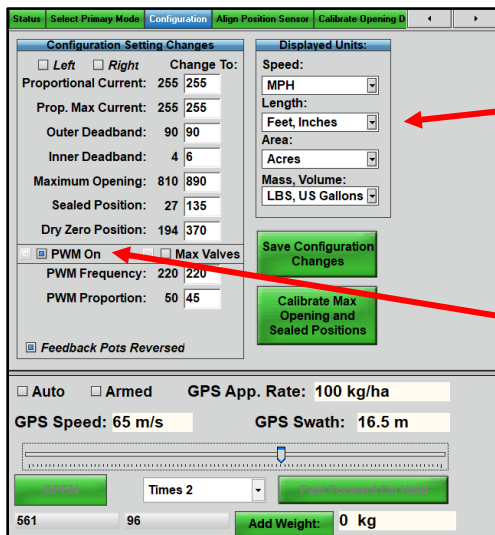 Status Select Primary Mode Configuration Align Position Sensor Calibrate Opening D
Configuration Setting Changes
Left Right Change To:
Proportional Current: 255 255
Prop. Max Current: 255 255
Outer Deadband: 90 90
Inner Deadband: 4 6
Maximum Opening: 810 890
Sealed Position: 27 135
Dry Zero Position: 194 370
PWM On Max Valves
PWM Frequency: 220 220
PWM Proportion: 50 45
Feedback Pots Reversed
Displayed Units:
Speed:
MPH
Length:
Feet, Inches
Area:
Acres
Mass, Volume:
LBS, US Gallons
Save Configuration
Changes
Calibrate Max
Opening and
Sealed Positions
Auto Armed GPS App. Rate: 100 kg/ha
GPS Speed: 65 m/s GPS Swath: 16.5 m
OPEN Times 2 Fast Forward On Hold
561 96 Add Weight: 0 kg